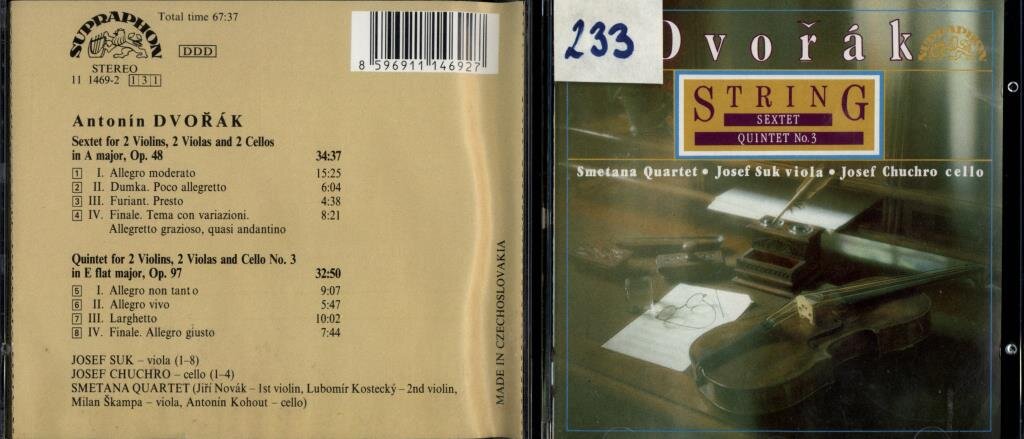 SUPRAPHON
Total time 67:37
DDD
STEREO
11 1469-2 131
8 596911 146927
Antonín DVOŘÁK
Sextet for 2 Violins, 2 Violas and 2 Cellos
in A major, Op. 48 34:37
1 I. Allegro moderato 15:25
2 II. Dumka. Poco allegretto 6:04
3 III. Furiant. Presto 4:38
4 IV. Finale. Tema con variazioni. 8:21
Allegretto grazioso, quasi andantino
Quintet for 2 Violins, 2 Violas and Cello No. 3
in E flat major, Op. 97 32:50
5 I. Allegro non tanto 9:07
6 II. Allegro vivo 5:47
7 III. Larghetto 10:02
8 IV. Finale. Allegro giusto 7:44
JOSEF SUK – viola (1–8)
JOSEF CHUCHRO – cello (1–4)
SMETANA QUARTET (Jiří Novák – 1st violin, Lubomír Kostecký – 2nd violin,
Milan Škampa – viola, Antonín Kohout – cello)
MADE IN CZECHOSLOVAKIA
233
Dvořák
SUPRAPHON
STRING
SEXTET
QUINTET No. 3
Smetana Quartet • Josef Suk viola • Josef Chuchro cello